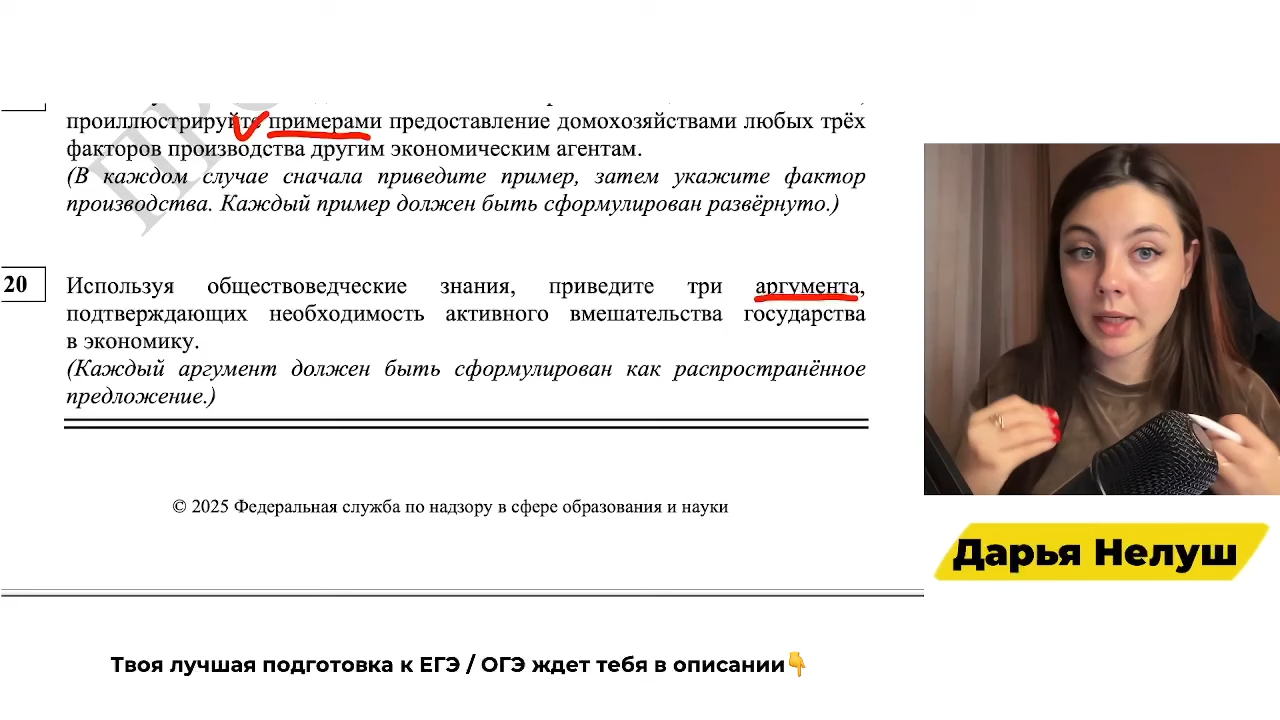 проиллюстрируйте примерами предоставление домохозяйствами любых трёх
факторов производства другим экономическим агентам.
(В каждом случае сначала приведите пример, затем укажите фактор
производства. Каждый пример должен быть сформулирован развёрнуто.)
20
Используя обществоведческие знания, приведите три аргумента,
подтверждающих необходимость активного вмешательства государства
в экономику.
(Каждый аргумент должен быть сформулирован как распространённое
предложение.)
© 2025 Федеральная служба по надзору в сфере образования и науки
Дарья Нелуш
Твоя лучшая подготовка к ЕГЭ / ОГЭ ждет тебя в описании👇